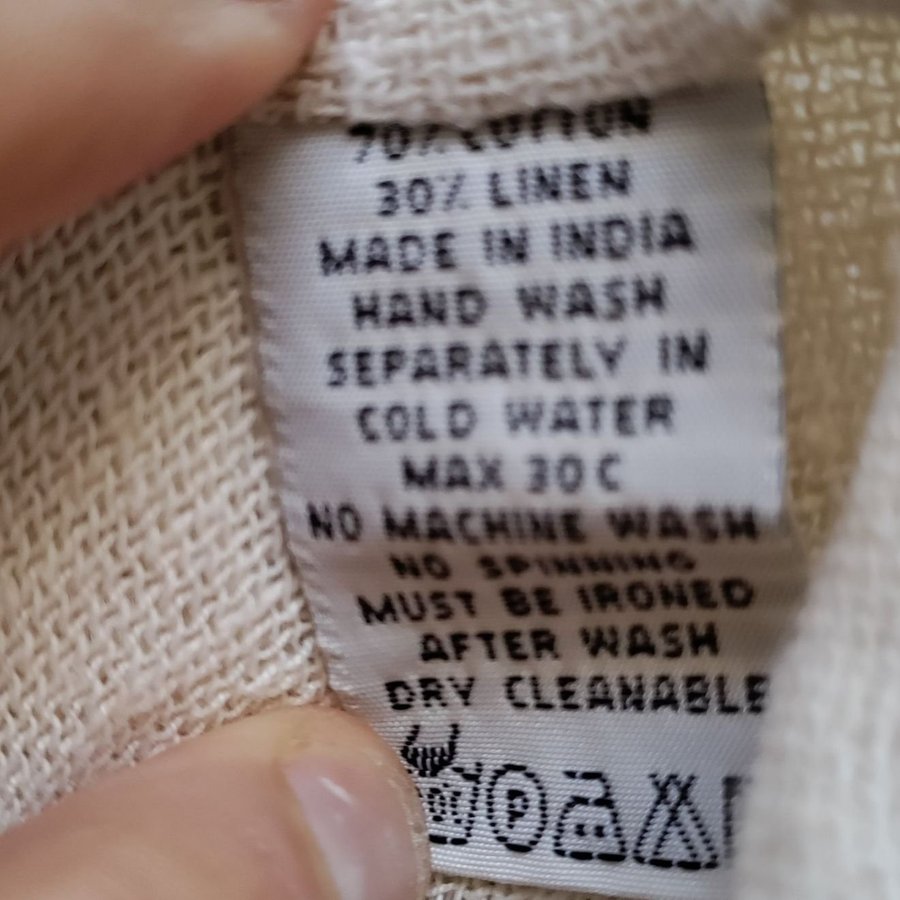 70% COTTON
30% LINEN
MADE IN INDIA
HAND WASH
SEPARATELY IN
COLD WATER
MAX 30 C
NO MACHINE WASH
NO SPINNING
MUST BE IRONED
AFTER WASH
DRY CLEANABLE
P